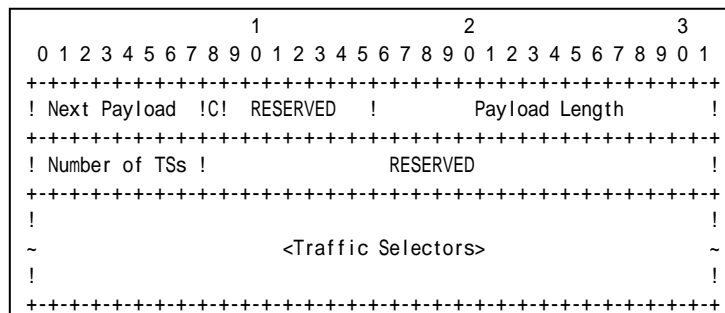 1                   2                   3
 0 1 2 3 4 5 6 7 8 9 0 1 2 3 4 5 6 7 8 9 0 1 2 3 4 5 6 7 8 9 0 1
+-+-+-+-+-+-+-+-+-+-+-+-+-+-+-+-+-+-+-+-+-+-+-+-+-+-+-+-+-+-+-+-+
! Next Payload  !C!  RESERVED   !         Payload Length        !
+-+-+-+-+-+-+-+-+-+-+-+-+-+-+-+-+-+-+-+-+-+-+-+-+-+-+-+-+-+-+-+-+
! Number of TSs !                 RESERVED                      !
+-+-+-+-+-+-+-+-+-+-+-+-+-+-+-+-+-+-+-+-+-+-+-+-+-+-+-+-+-+-+-+-+
!                                                               !
~                       <Traffic Selectors>                     ~
!                                                               !
+-+-+-+-+-+-+-+-+-+-+-+-+-+-+-+-+-+-+-+-+-+-+-+-+-+-+-+-+-+-+-+-+